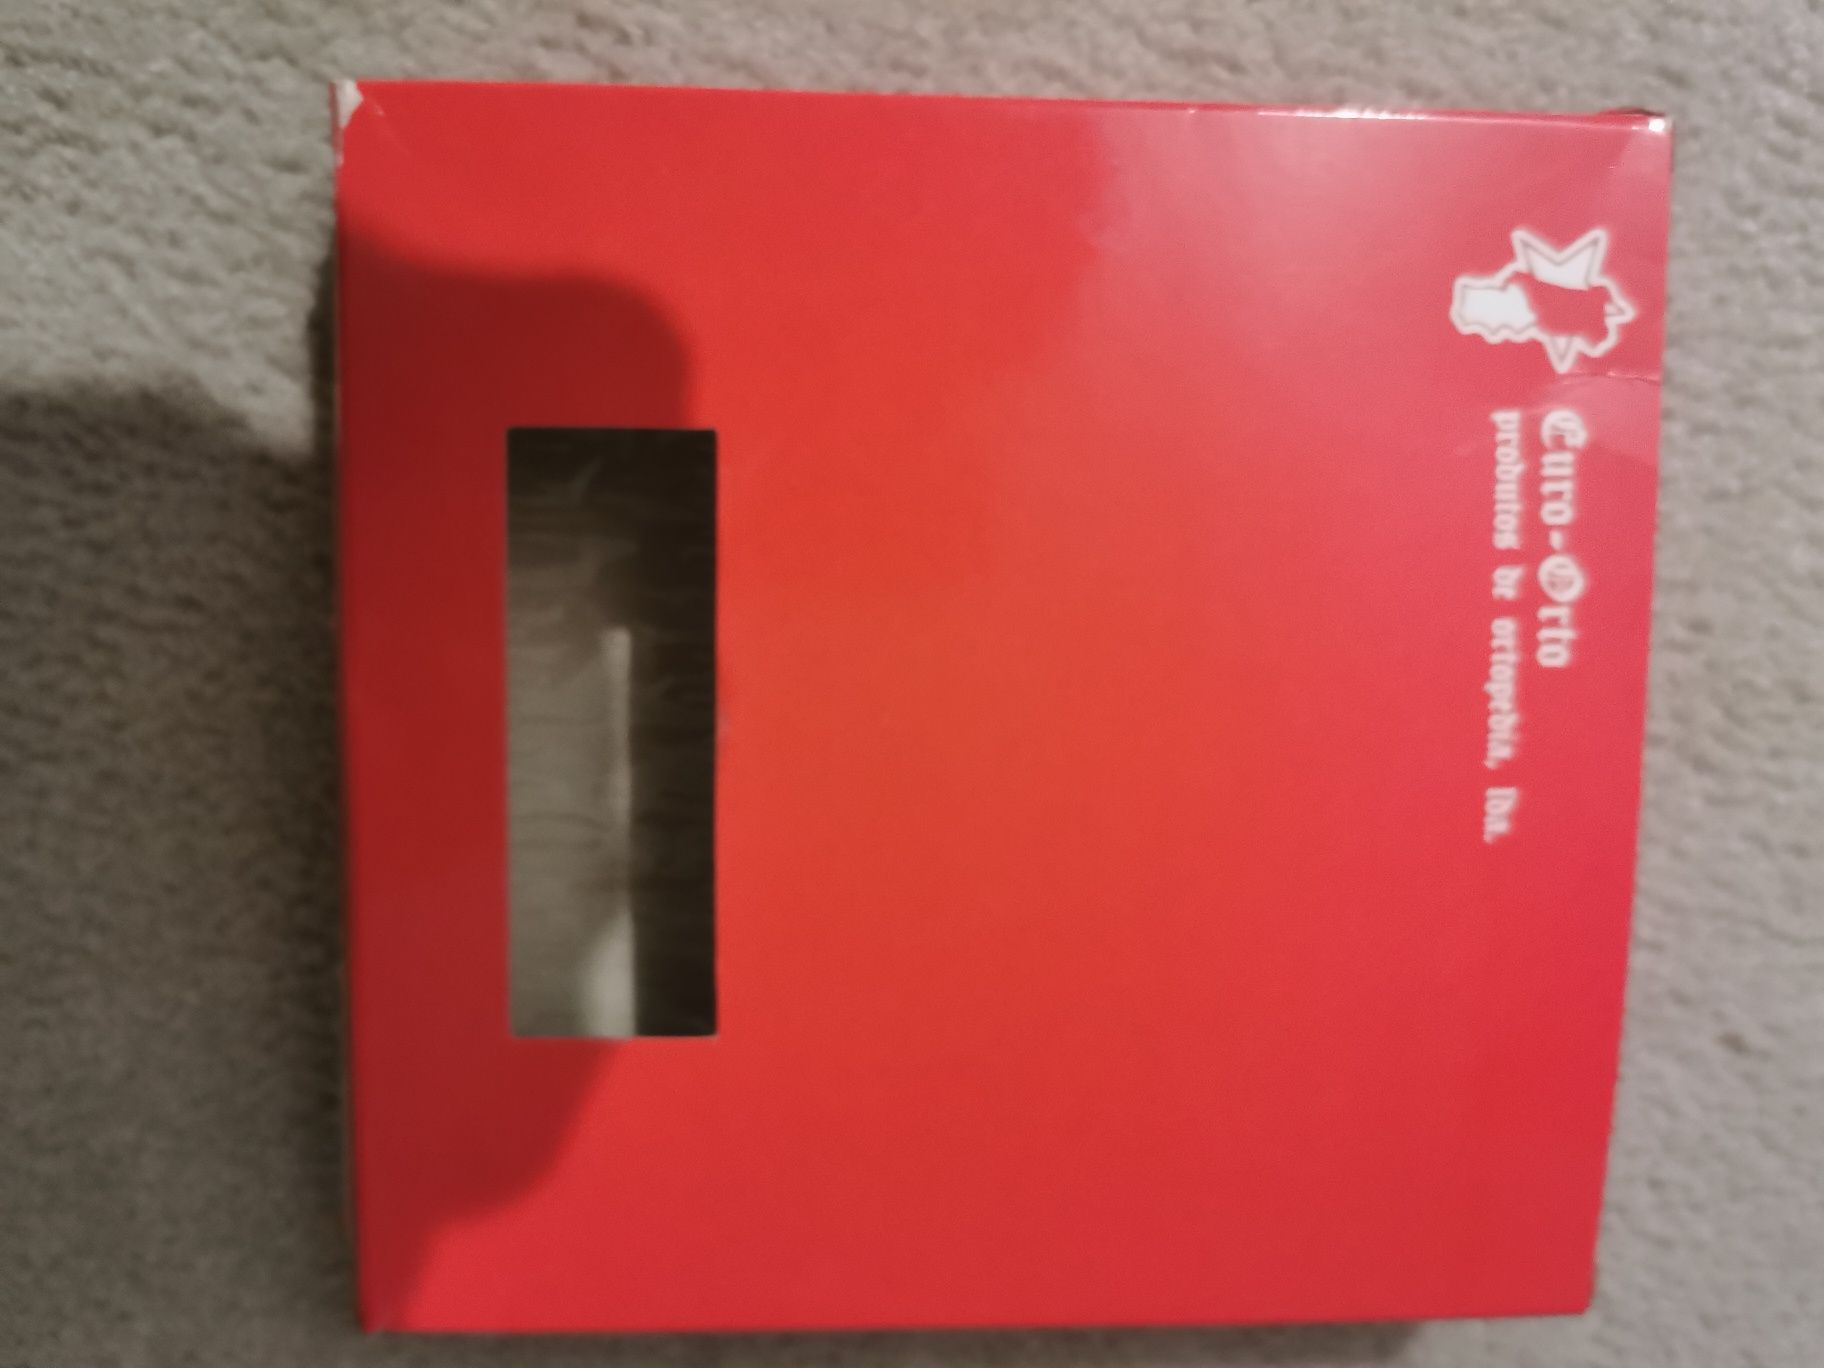 Euro-Orto
produtos de ortopedia, lda.